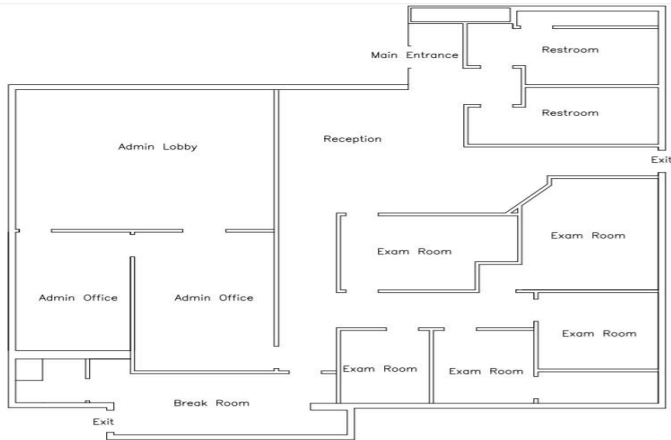 Restroom
Main Entrance
Restroom
Reception
Admin Lobby
Exit
Exam Room
Exam Room
Admin Office
Admin Office
Exam Room
Exam Room
Exam Room
Break Room
Exit